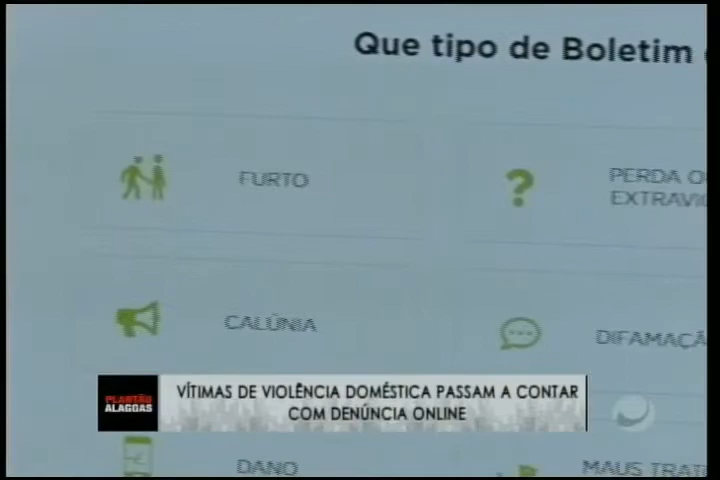 Que tipo de Boletim
FURTO
PERDA
EXTRAVIO
CALÚNIA
DIFAMAÇÃ
PLANTÃO
ALAGOAS
VÍTIMAS DE VIOLÊNCIA DOMÉSTICA PASSAM A CONTAR
COM DENÚNCIA ONLINE
DANO
MAUS TRAT